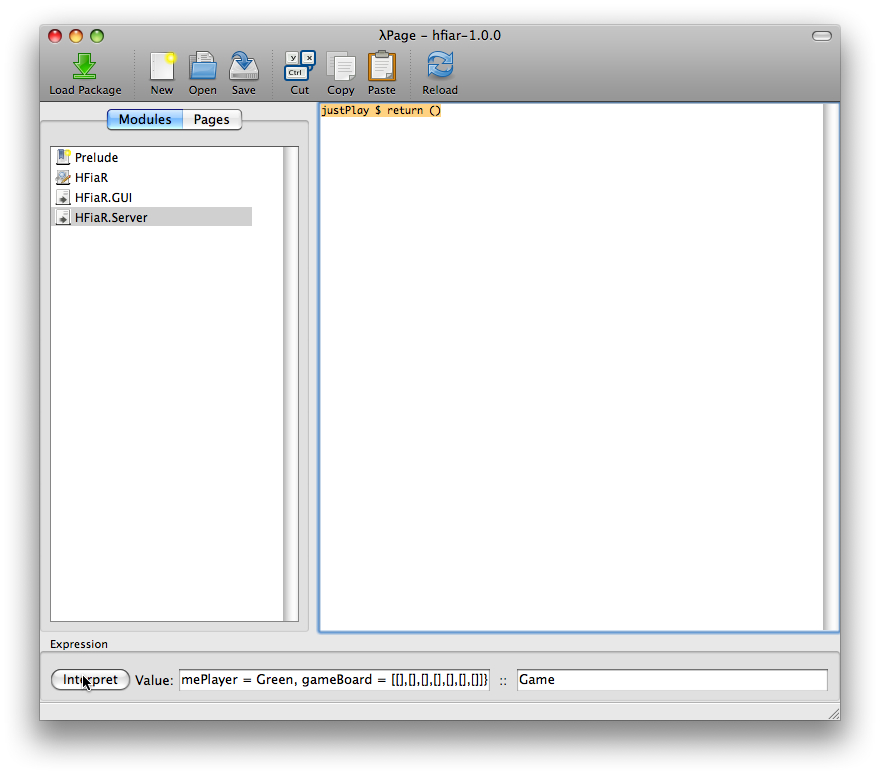 λPage - hfiar-1.0.0
Load Package New Open Save Cut Copy Paste Reload
y x
Ctrl
Modules Pages
justPlay $ return ()
Prelude
HFiaR
HFiaR.GUI
HFiaR.Server
Expression
Interpret Value: mePlayer = Green, gameBoard = [[],[],[],[],[],[],[]]} :: Game